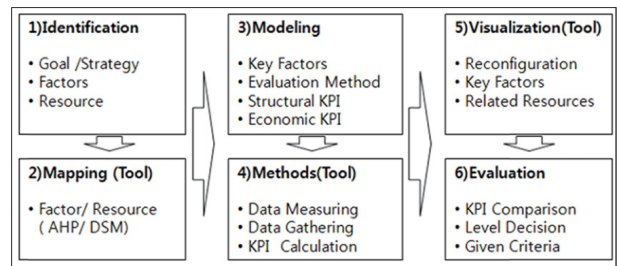 1)Identification
• Goal /Strategy
• Factors
• Resource
2)Mapping (Tool)
• Factor/ Resource
( AHP/ DSM)
3)Modeling
• Key Factors
• Evaluation Method
• Structural KPI
• Economic KPI
4)Methods(Tool)
• Data Measuring
• Data Gathering
• KPI Calculation
5)Visualization(Tool)
• Reconfiguration
• Key Factors
• Related Resources
6)Evaluation
• KPI Comparison
• Level Decision
• Given Criteria